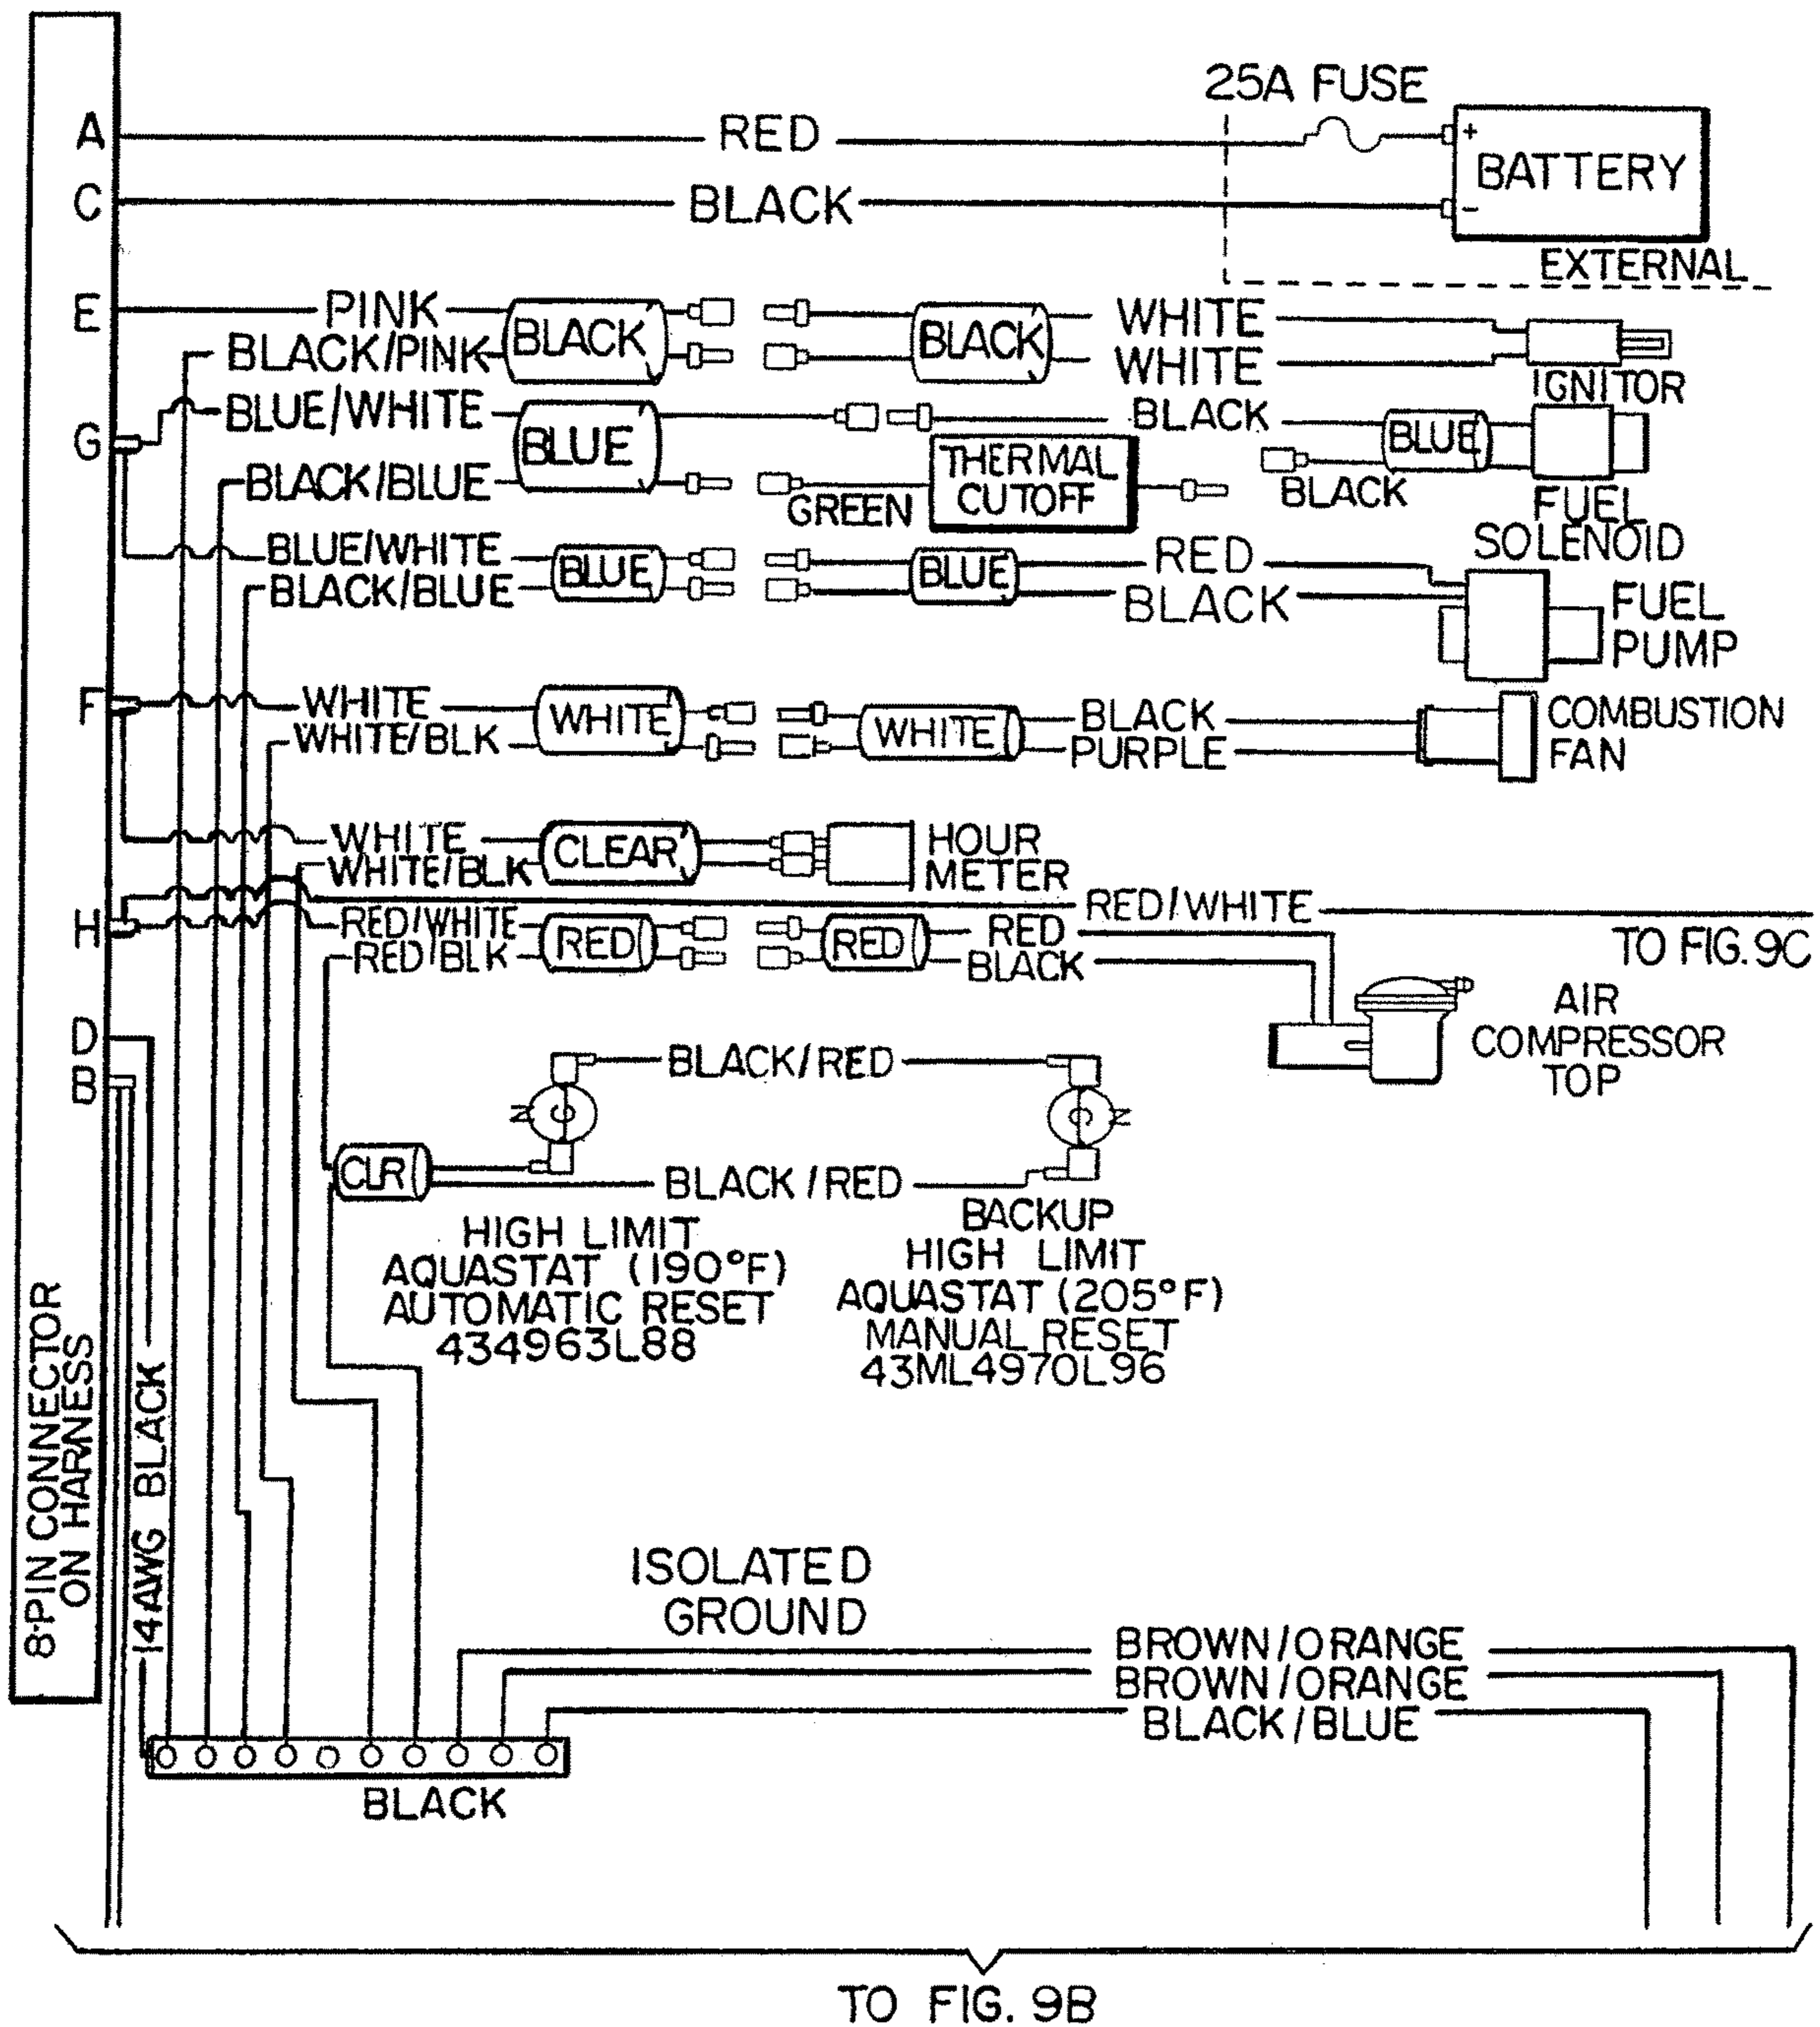 25A FUSE
A
RED
+
BATTERY
C
BLACK
-
EXTERNAL
E
PINK
BLACK
BLACK
WHITE
BLACK/PINK
WHITE
IGNITOR
BLUE/WHITE
BLACK
G
BLUE
BLUE
THERMAL
CUTOFF
BLACK/BLUE
GREEN
BLACK
FUEL
SOLENOID
BLUE/WHITE
BLUE
BLUE
RED
BLACK/BLUE
BLACK
FUEL
PUMP
F
WHITE
WHITE
WHITE
BLACK
COMBUSTION
FAN
WHITE/BLK
PURPLE
WHITE
CLEAR
HOUR
METER
WHITE/BLK
RED/WHITE
TO FIG. 9C
H
RED/WHITE
RED
RED
RED
RED/BLK
BLACK
AIR
COMPRESSOR
TOP
D
B
BLACK/RED
N
C
C
N
CLR
BLACK/RED
HIGH LIMIT
AQUASTAT (190°F)
AUTOMATIC RESET
434963L88
BACKUP
HIGH LIMIT
AQUASTAT (205°F)
MANUAL RESET
43ML4970L96
8-PIN CONNECTOR
ON HARNESS
14AWG BLACK
ISOLATED
GROUND
BROWN/ORANGE
BROWN/ORANGE
BLACK/BLUE
BLACK
TO FIG. 9B